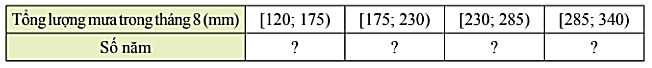 Tổng lượng mưa trong tháng 8 (mm) [120; 175) [175; 230) [230; 285) [285; 340)
Số năm ? ? ? ?